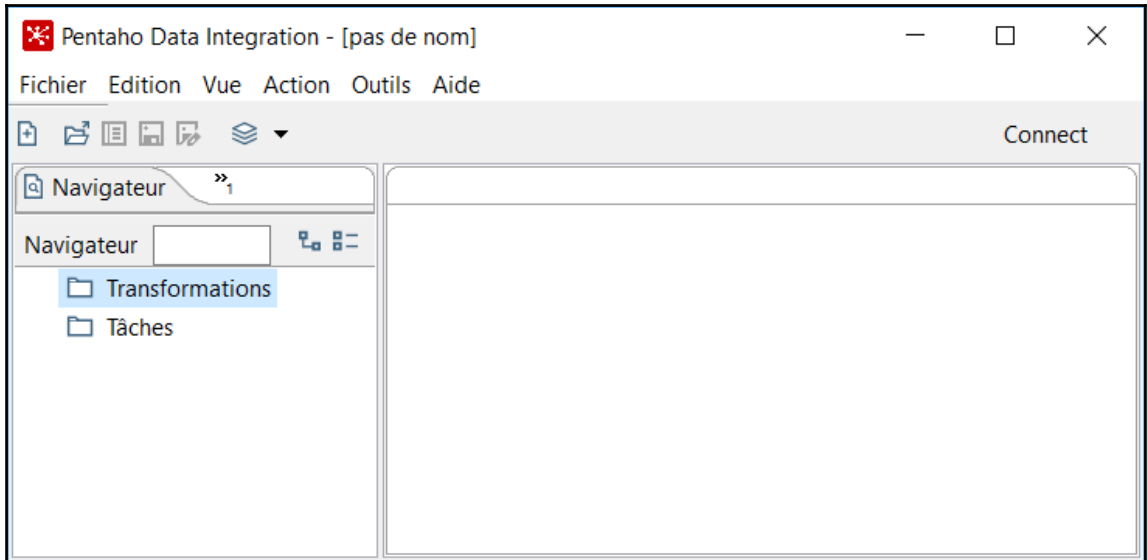 Pentaho Data Integration - [pas de nom]
Fichier Edition Vue Action Outils Aide
Connect
Navigateur »1
Navigateur
Transformations
Tâches